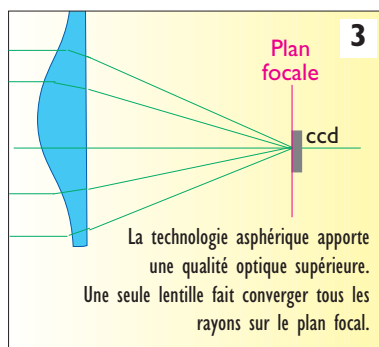 3
Plan
focale
ccd
La technologie asphérique apporte
une qualité optique supérieure.
Une seule lentille fait converger tous les
rayons sur le plan focal.